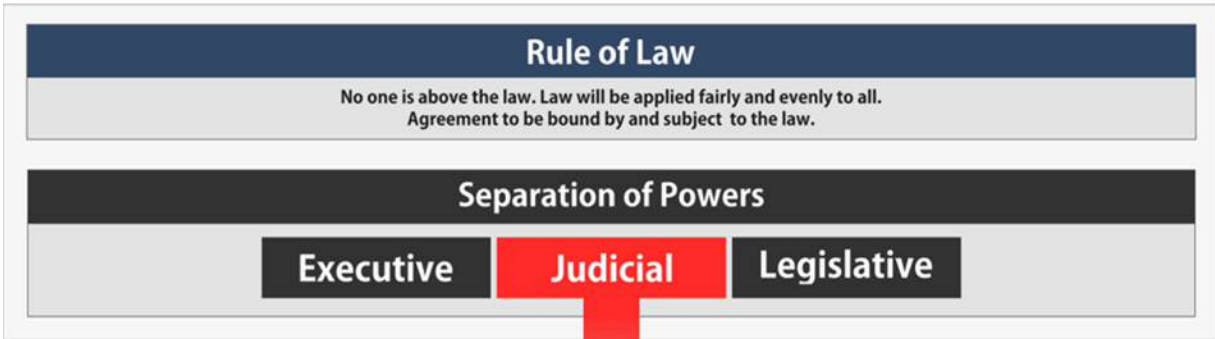 Rule of Law
No one is above the law. Law will be applied fairly and evenly to all.
Agreement to be bound by and subject to the law.
Separation of Powers
Executive
Judicial
Legislative